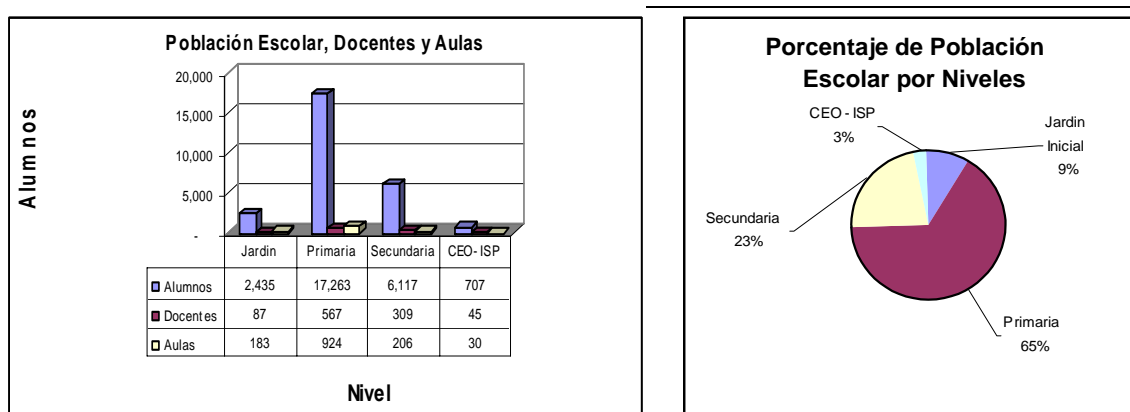 Población Escolar, Docentes y Aulas
Alumnos
20,000
15,000
10,000
5,000
-
Jardin Primaria Secundaria CEO- ISP
Alumnos 2,435 17,263 6,117 707
Docentes 87 567 309 45
Aulas 183 924 206 30
Nivel
Porcentaje de Población
Escolar por Niveles
CEO - ISP
3%
Jardin
Inicial
9%
Secundaria
23%
Primaria
65%